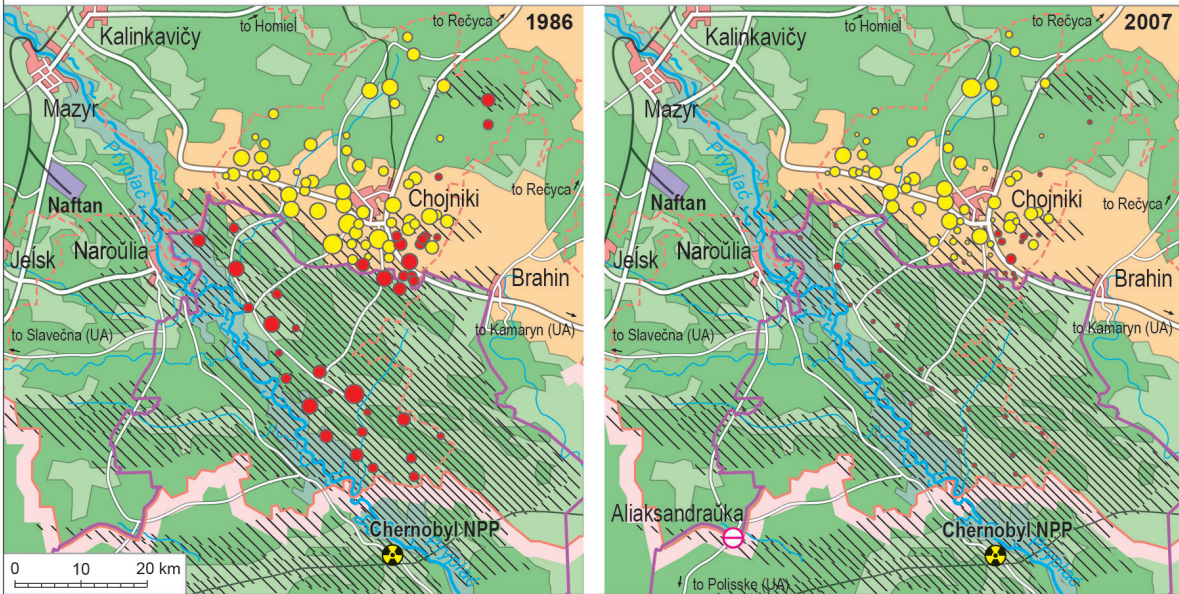 to Homiel
to Rečyca
1986
Kalinkavičy
Mazyr
Prypiać
to Rečyca
Naftan
Chojniki
Naroŭlia
Jelsk
Brahin
to Slavečna (UA)
to Kamaryn (UA)
Chernobyl NPP
Prypiać
0 10 20 km
to Homiel
to Rečyca
2007
Kalinkavičy
Mazyr
Prypiać
Naftan
Chojniki
to Rečyca
Naroŭlia
Jelsk
Brahin
to Slavečna (UA)
to Kamaryn (UA)
Aliaksandraŭka
Chernobyl NPP
Prypiać
to Polisske (UA)